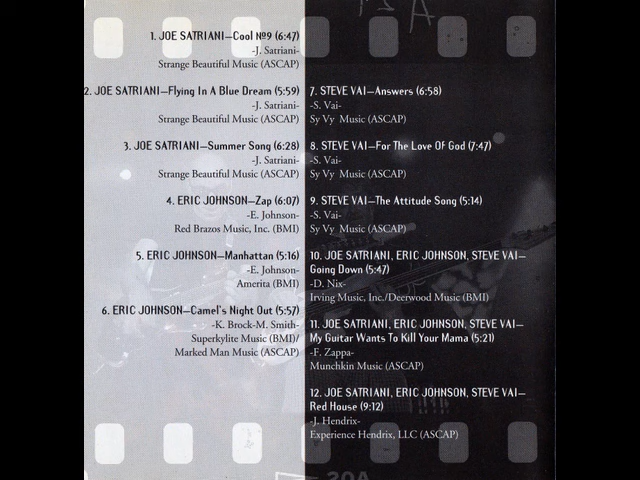 1. JOE SATRIANI—Cool Nº9 (6:47)
-J. Satriani-
Strange Beautiful Music (ASCAP)
2. JOE SATRIANI—Flying In A Blue Dream (5:59)
-J. Satriani-
Strange Beautiful Music (ASCAP)
3. JOE SATRIANI—Summer Song (6:28)
-J. Satriani-
Strange Beautiful Music (ASCAP)
4. ERIC JOHNSON—Zap (6:07)
-E. Johnson-
Red Brazos Music, Inc. (BMI)
5. ERIC JOHNSON—Manhattan (5:16)
-E. Johnson-
Amerita (BMI)
6. ERIC JOHNSON—Camel's Night Out (5:57)
-K. Brock-M. Smith-
Superkylite Music (BMI)/
Marked Man Music (ASCAP)
7. STEVE VAI—Answers (6:58)
-S. Vai-
Sy Vy Music (ASCAP)
8. STEVE VAI—For The Love Of God (7:47)
-S. Vai-
Sy Vy Music (ASCAP)
9. STEVE VAI—The Attitude Song (5:14)
-S. Vai-
Sy Vy Music (ASCAP)
10. JOE SATRIANI, ERIC JOHNSON, STEVE VAI—
Going Down (5:47)
-D. Nix-
Irving Music, Inc./Deerwood Music (BMI)
11. JOE SATRIANI, ERIC JOHNSON, STEVE VAI—
My Guitar Wants To Kill Your Mama (5:21)
-F. Zappa-
Munchkin Music (ASCAP)
12. JOE SATRIANI, ERIC JOHNSON, STEVE VAI—
Red House (9:12)
-J. Hendrix-
Experience Hendrix, LLC (ASCAP)
20A